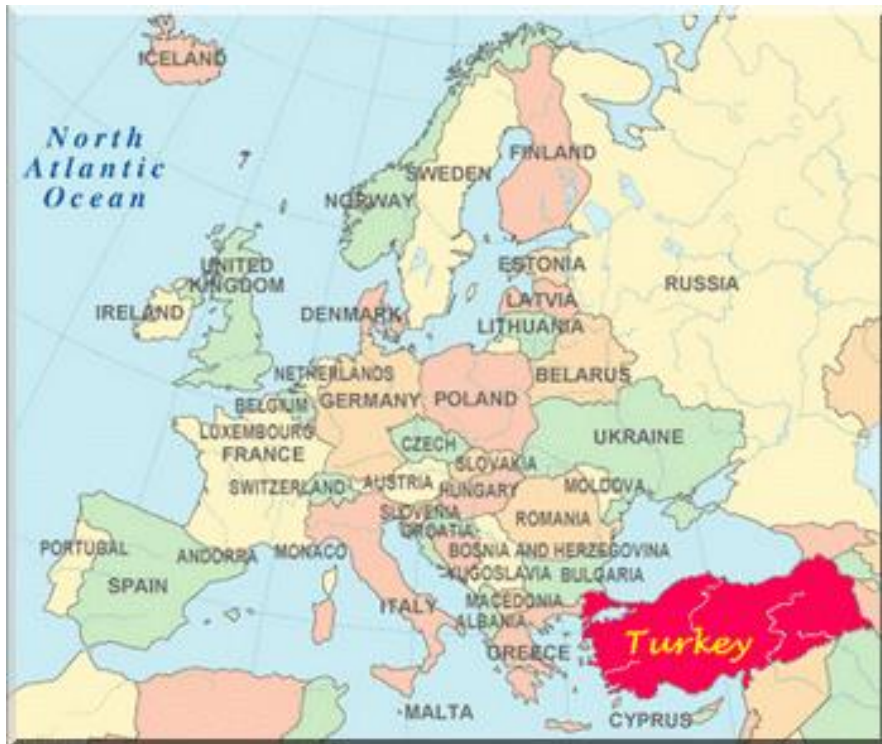 ICELAND
North
Atlantic
Ocean
FINLAND
SWEDEN
NORWAY
UNITED
KINGDOM
ESTONIA
RUSSIA
IRELAND
DENMARK
LATVIA
LITHUANIA
NETHERLANDS
BELARUS
BELGIUM
GERMANY
POLAND
LUXEMBOURG
FRANCE
CZECH
UKRAINE
SLOVAKIA
SWITZERLAND
AUSTRIA
HUNGARY
MOLDOVA
SLOVENIA
CROATIA
ROMANIA
PORTUBAL
ANDORRA
MONACO
BOSNIA AND HERZEGOVINA
SPAIN
YUGOSLAVIA
BULGARIA
ITALY
MACEDONIA
ALBANIA
GREECE
Turkey
MALTA
CYPRUS